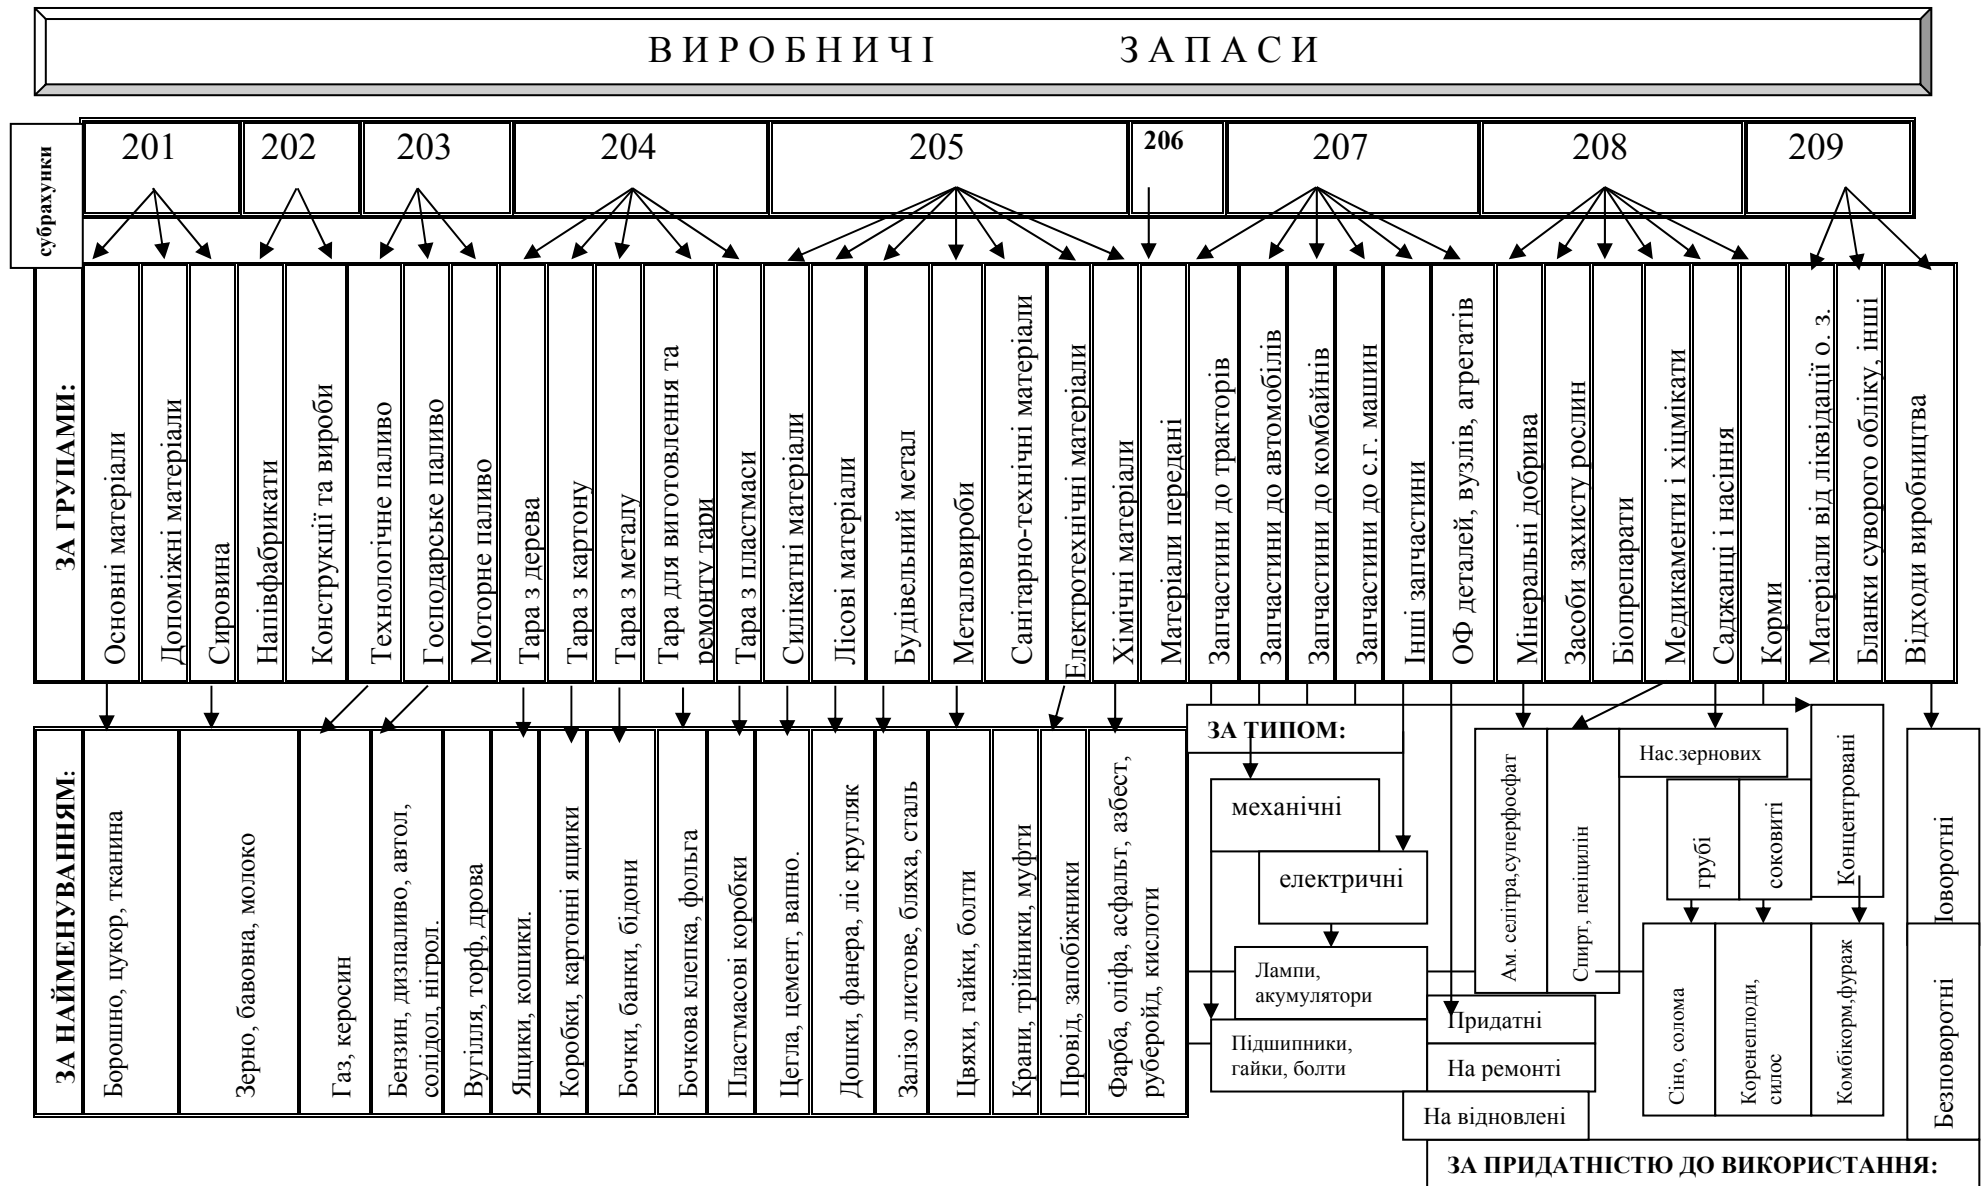 ВИРОБНИЧІ ЗАПАСИ
субрахунки
201
202
203
204
205
206
207
208
209
ЗА ГРУПАМИ:
Основні матеріали
Допоміжні матеріали
Сировина
Напівфабрикати
Конструкції та вироби
Технологічне паливо
Господарське паливо
Моторне паливо
Тара з дерева
Тара з картону
Тара з металу
Тара для виготовлення та
ремонту тари
Тара з пластмаси
Силікатні матеріали
Лісові матеріали
Будівельний метал
Металовироби
Санітарно-технічні матеріали
Електротехнічні матеріали
Хімічні матеріали
Матеріали передані
Запчастини до тракторів
Запчастини до автомобілів
Запчастини до комбайнів
Запчастини до с.г. машин
Інші запчастини
ОФ деталей, вузлів, агрегатів
Мінеральні добрива
Засоби захисту рослин
Біопрепарати
Медикаменти і хіцмікати
Саджанці і насіння
Корми
Матеріали від ліквідації о. з.
Бланки суворого обліку, інші
Відходи виробництва
ЗА НАЙМЕНУВАННЯМ:
Борошно, цукор, тканина
Зерно, бавовна, молоко
Газ, керосин
Бензин, дизпаливо, автол,
солідол, нігрол.
Вугілля, торф, дрова
Ящики, кошики.
Коробки, картонні ящики
Бочки, банки, бідони
Бочкова клепка, фольга
Пластмасові коробки
Цегла, цемент, вапно.
Дошки, фанера, ліс кругляк
Залізо листове, бляха, сталь
Цвяхи, гайки, болти
Крани, трійники, муфти
Провід, запобіжники
Фарба, оліфа, асфальт, азбест,
руберойд, кислоти
ЗА ТИПОМ:
механічні
електричні
Лампи,
акумулятори
Підшипники,
гайки, болти
Придатні
На ремонті
На відновлені
ЗА ПРИДАТНІСТЮ ДО ВИКОРИСТАННЯ:
Ам. селітра,суперфосфат
Спирт, пеніцилін
Нас.зернових
грубі
соковиті
Концентровані
Сіно, солома
Коренеплоди,
силос
Комбікорм,фураж
Поворотні
Безповоротні